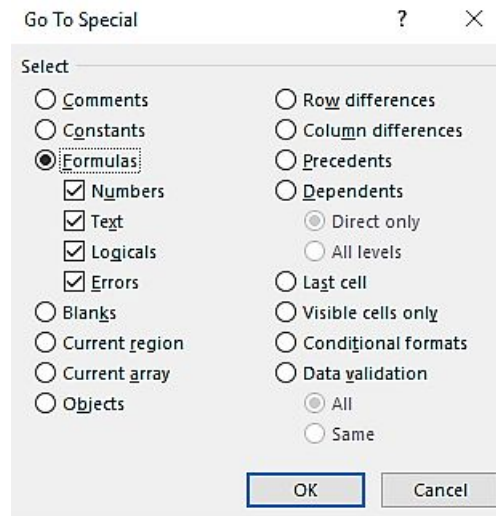 Go To Special ?
Select
Comments
Constants
Formulas
Numbers
Text
Logicals
Errors
Blanks
Current region
Current array
Objects
Row differences
Column differences
Precedents
Dependents
Direct only
All levels
Last cell
Visible cells only
Conditional formats
Data validation
All
Same
OK
Cancel